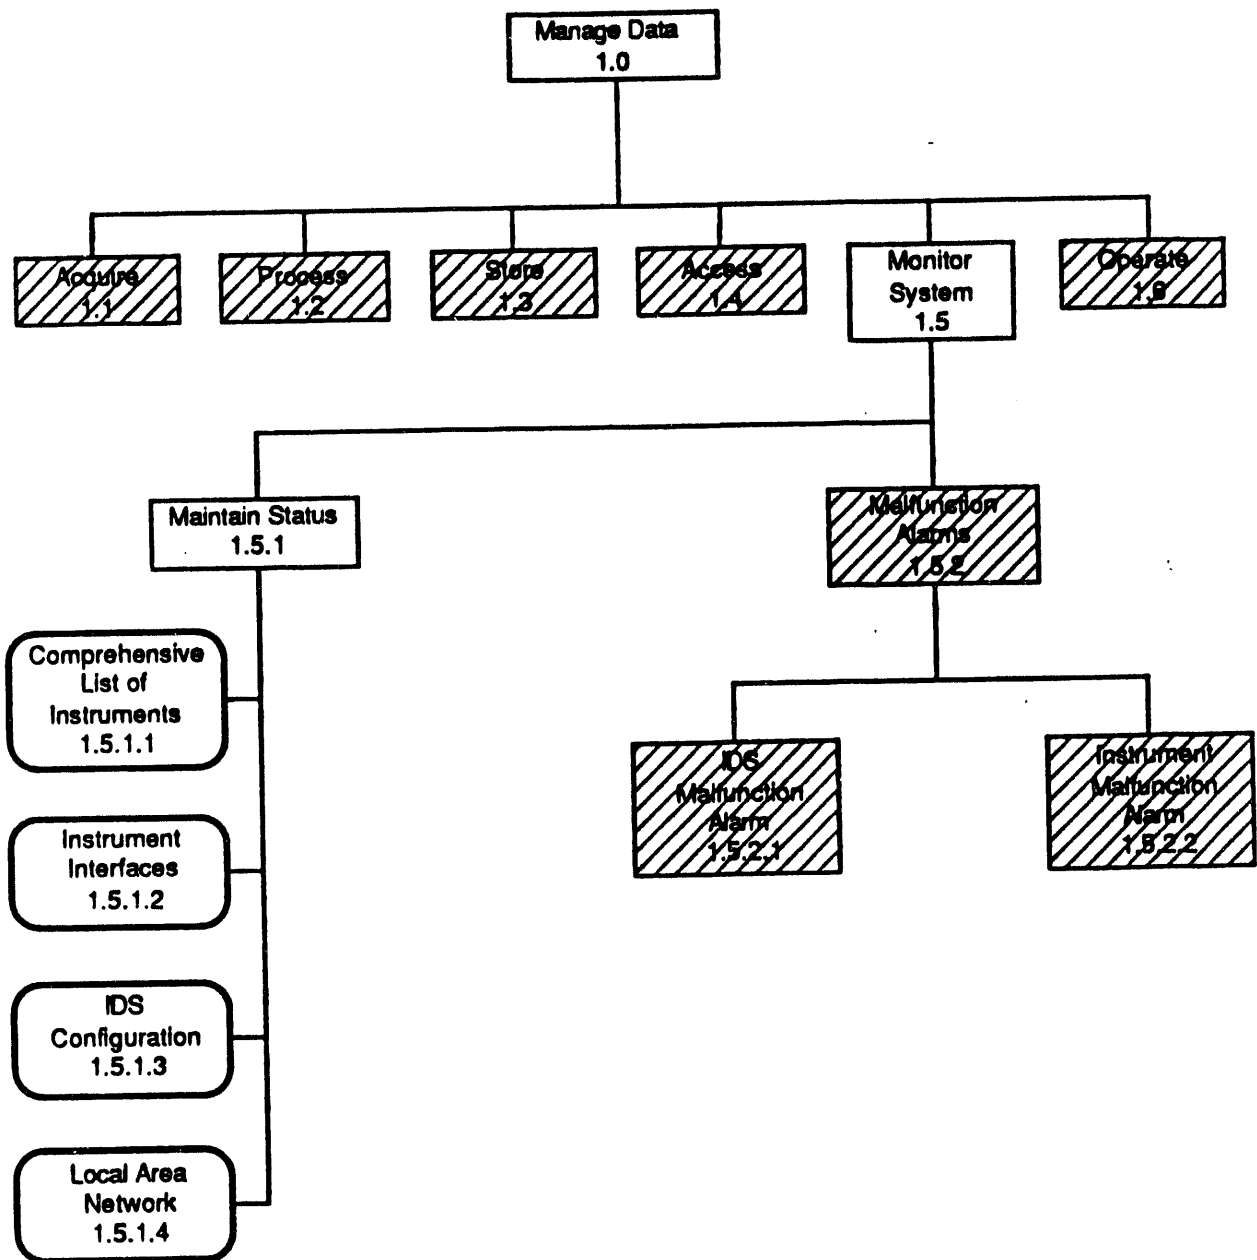 Manage Data
1.0
Acquire
1.1
Process
1.2
Store
1.3
Access
1.4
Monitor
System
1.5
Operate
1.6
Maintain Status
1.5.1
Malfunction
Alarms
1.5.2
Comprehensive
List of
Instruments
1.5.1.1
Instrument
Interfaces
1.5.1.2
IDS
Configuration
1.5.1.3
Local Area
Network
1.5.1.4
IDS
Malfunction
Alarm
1.5.2.1
Instrument
Malfunction
Alarm
1.5.2.2